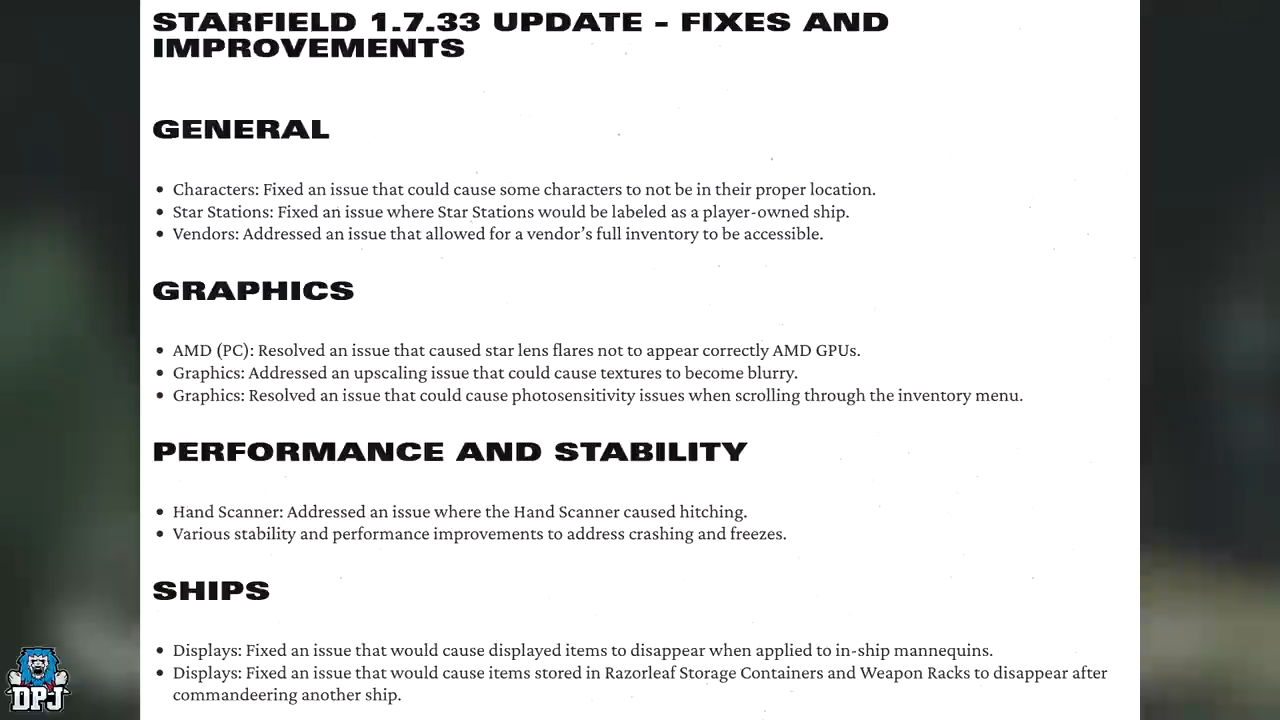 STARFIELD 1.7.33 UPDATE - FIXES AND
IMPROVEMENTS
GENERAL
• Characters: Fixed an issue that could cause some characters to not be in their proper location.
• Star Stations: Fixed an issue where Star Stations would be labeled as a player-owned ship.
• Vendors: Addressed an issue that allowed for a vendor’s full inventory to be accessible.
GRAPHICS
• AMD (PC): Resolved an issue that caused star lens flares not to appear correctly AMD GPUs.
• Graphics: Addressed an upscaling issue that could cause textures to become blurry.
• Graphics: Resolved an issue that could cause photosensitivity issues when scrolling through the inventory menu.
PERFORMANCE AND STABILITY
• Hand Scanner: Addressed an issue where the Hand Scanner caused hitching.
• Various stability and performance improvements to address crashing and freezes.
SHIPS
• Displays: Fixed an issue that would cause displayed items to disappear when applied to in-ship mannequins.
• Displays: Fixed an issue that would cause items stored in Razorleaf Storage Containers and Weapon Racks to disappear after
commandeering another ship.
DPJ